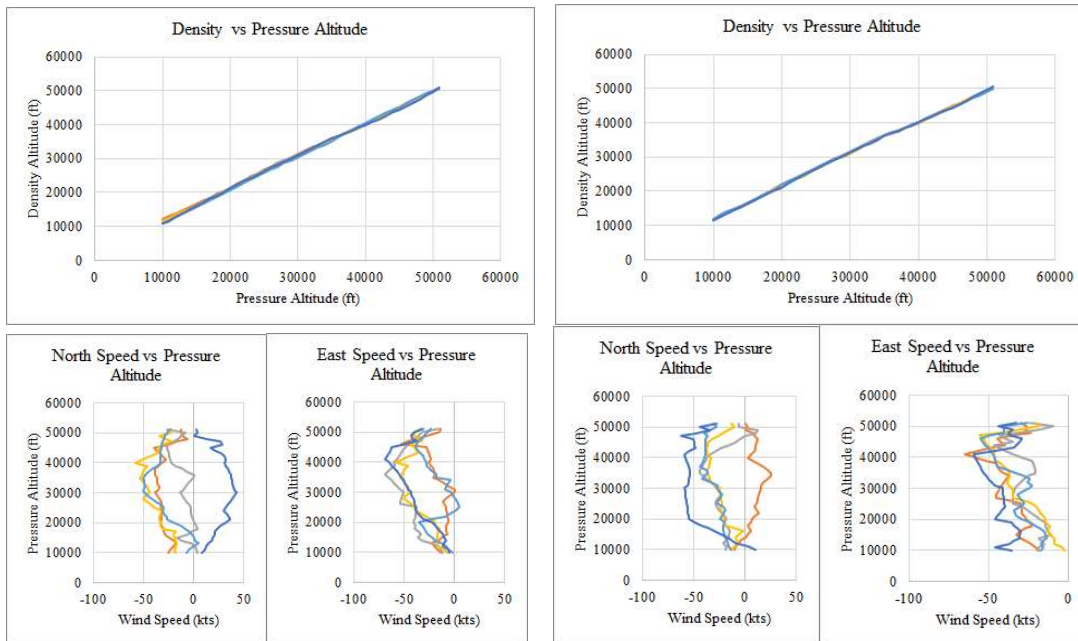 Density vs Pressure Altitude
60000
50000
40000
30000
20000
10000
0
0 10000 20000 30000 40000 50000 60000
Density Altitude (ft)
Pressure Altitude (ft)
Density vs Pressure Altitude
60000
50000
40000
30000
20000
10000
0
0 10000 20000 30000 40000 50000 60000
Density Altitude (ft)
Pressure Altitude (ft)
North Speed vs Pressure
Altitude
60000
50000
40000
30000
20000
10000
0
-100 -50 0 50
Pressure Altitude (ft)
Wind Speed (kts)
East Speed vs Pressure
Altitude
60000
50000
40000
30000
20000
10000
0
-100 -50 0 50
Pressure Altitude (ft)
Wind Speed (kts)
North Speed vs Pressure
Altitude
60000
50000
40000
30000
20000
10000
0
-100 -50 0 50
Pressure Altitude (ft)
Wind Speed (kts)
East Speed vs Pressure
Altitude
60000
50000
40000
30000
20000
10000
0
-100 -50 0
Pressure Altitude (ft)
Wind Speed (kts)